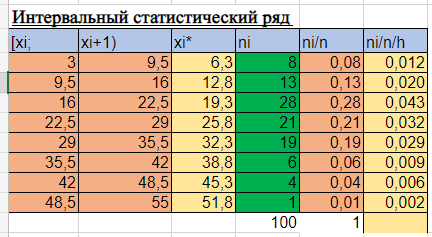 Интервальный статистический ряд
[xi; xi+1) xi* ni ni/n ni/n/h
3 9,5 6,3 8 0,08 0,012
9,5 16 12,8 13 0,13 0,020
16 22,5 19,3 28 0,28 0,043
22,5 29 25,8 21 0,21 0,032
29 35,5 32,3 19 0,19 0,029
35,5 42 38,8 6 0,06 0,009
42 48,5 45,3 4 0,04 0,006
48,5 55 51,8 1 0,01 0,002
100 1